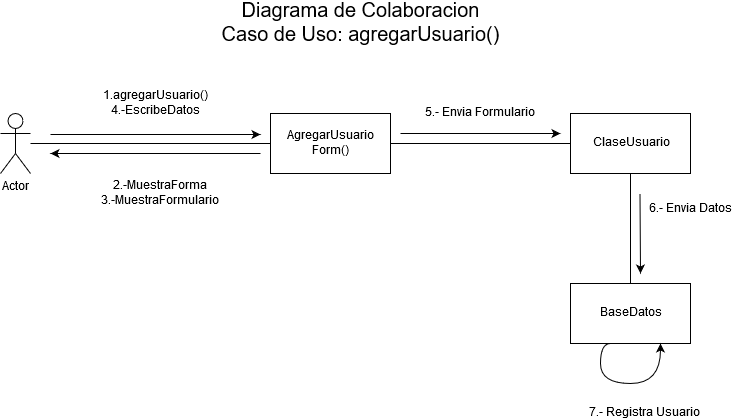 Diagrama de Colaboracion
Caso de Uso: agregarUsuario()
1.agregarUsuario()
4.-EscribeDatos
5.- Envia Formulario
AgregarUsuario
Form()
ClaseUsuario
Actor
2.-MuestraForma
3.-MuestraFormulario
6.- Envia Datos
BaseDatos
7.- Registra Usuario